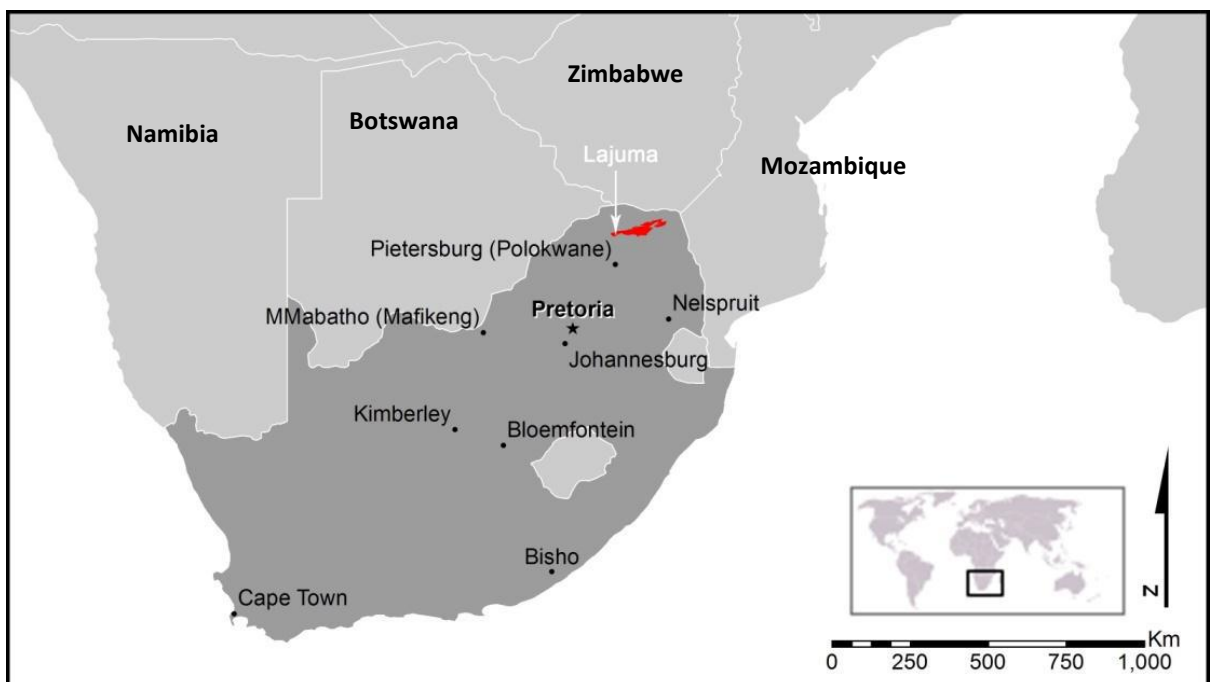 Zimbabwe
Botswana
Namibia
Lajuma
Mozambique
Pietersburg (Polokwane)
Nelspruit
Pretoria
MMabatho (Mafikeng)
Johannesburg
Kimberley
Bloemfontein
Bisho
Cape Town
N
Km
0 250 500 750 1,000